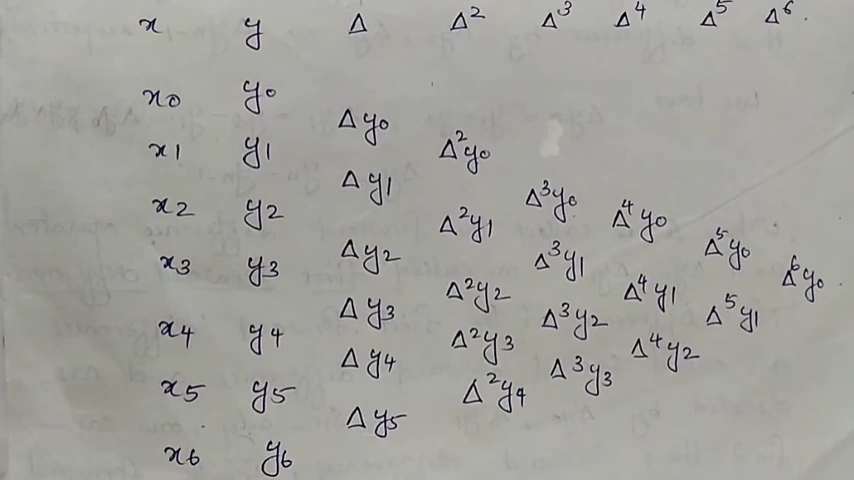 x y Δ Δ² Δ³ Δ⁴ Δ⁵ Δ⁶.
x₀ y₀
Δy₀
x₁ y₁ Δ²y₀
Δy₁ Δ³y₀
x₂ y₂ Δ²y₁ Δ⁴y₀
Δy₂ Δ³y₁ Δ⁵y₀
x₃ y₃ Δ²y₂ Δ⁴y₁ Δ⁶y₀
Δy₃ Δ³y₂ Δ⁵y₁
x₄ y₄ Δ²y₃ Δ⁴y₂
Δy₄ Δ³y₃
x₅ y₅ Δ²y₄
Δy₅
x₆ y₆